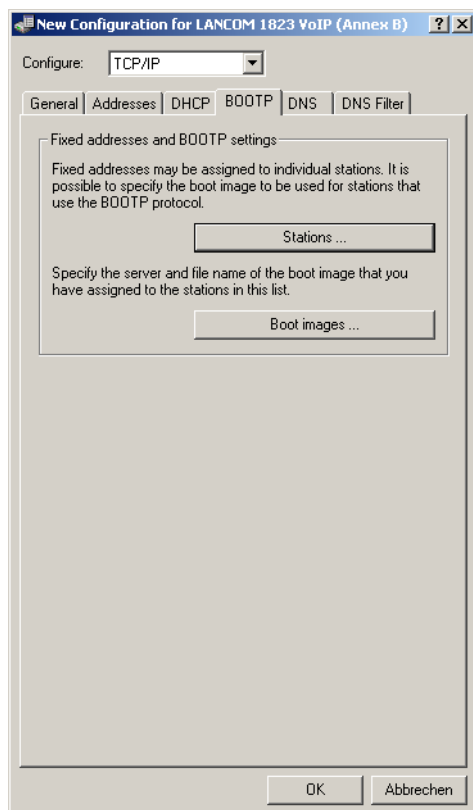 New Configuration for LANCOM 1823 VoIP (Annex B)
Configure: TCP/IP
General Addresses DHCP BOOTP DNS DNS Filter
Fixed addresses and BOOTP settings
Fixed addresses may be assigned to individual stations. It is
possible to specify the boot image to be used for stations that
use the BOOTP protocol.
Stations ...
Specify the server and file name of the boot image that you
have assigned to the stations in this list.
Boot images ...
OK Abbrechen